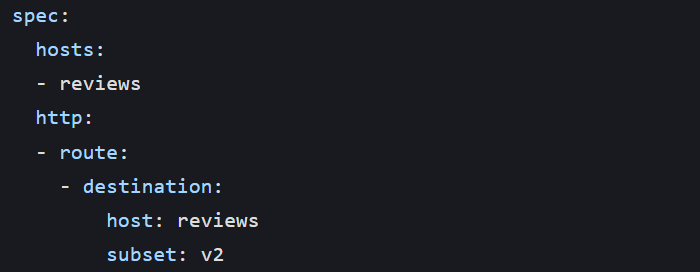 spec:
  hosts:
  - reviews
  http:
  - route:
    - destination:
        host: reviews
        subset: v2